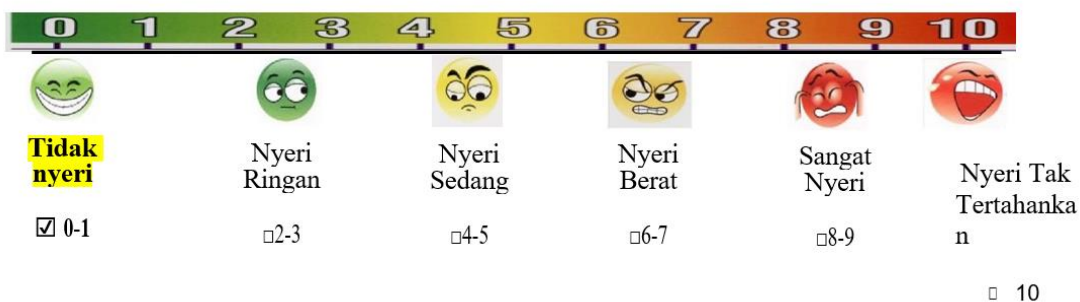 0 1 2 3 4 5 6 7 8 9 10
Tidak
nyeri
☑ 0-1
Nyeri
Ringan
□2-3
Nyeri
Sedang
□4-5
Nyeri
Berat
□6-7
Sangat
Nyeri
□8-9
Nyeri Tak
Tertahanka
n
□ 10